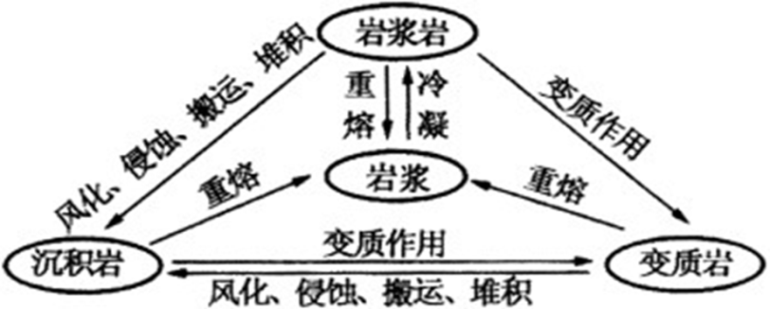 岩浆岩
风化、侵蚀、搬运、堆积
重熔
冷凝
变质作用
岩浆
重熔
重熔
沉积岩
变质作用
变质岩
风化、侵蚀、搬运、堆积